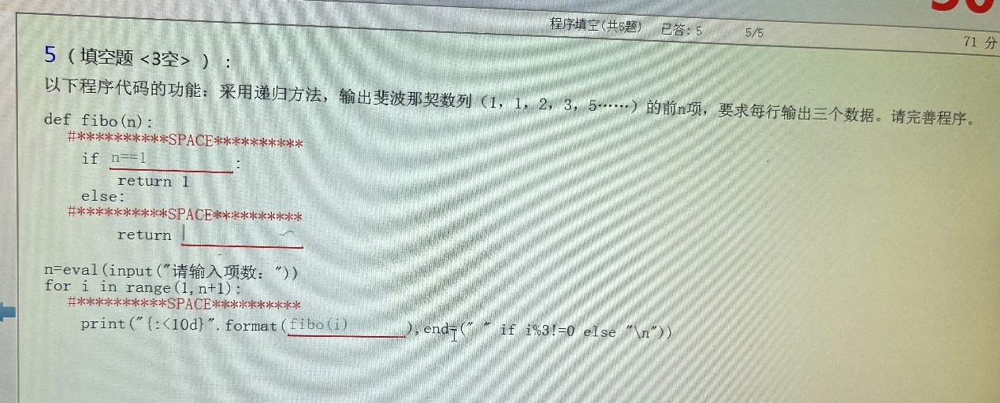 程序填空(共5题) 已答: 5 5/5
71 分
5 (填空题 <3空> ) :
以下程序代码的功能: 采用递归方法, 输出斐波那契数列 (1, 1, 2, 3, 5……) 的前n项, 要求每行输出三个数据。请完善程序。
def fibo(n):
#**********SPACE**********
if n==1 :
return 1
else:
#**********SPACE**********
return
n=eval(input("请输入项数: "))
for i in range(1,n+1):
#**********SPACE**********
print("{:<10d}".format(fibo(i) ),end=(" " if i%3!=0 else "\n"))